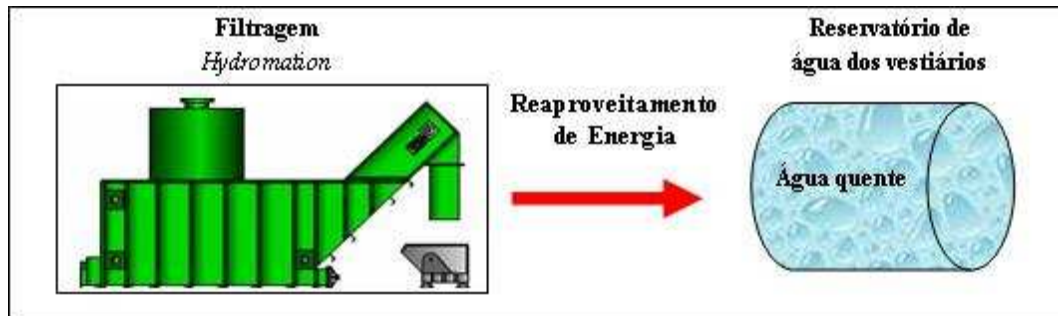 Filtragem
Hydromation
Reaproveitamento
de Energia
Reservatório de
água dos vestiários
Água quente